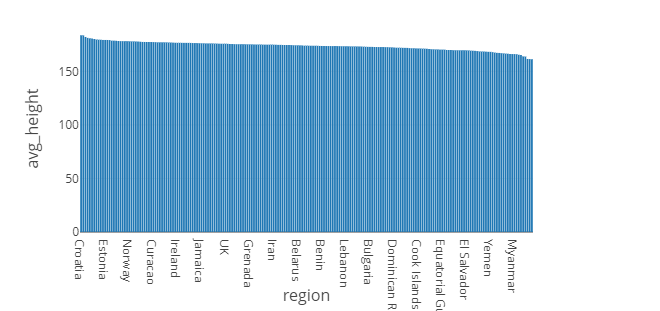 avg_height
150
100
50
0
Croatia
Estonia
Norway
Curacao
Ireland
Jamaica
UK
Grenada
Iran
Belarus
Benin
Lebanon
Bulgaria
Dominican R
Cook Islands
Equatorial Gu
El Salvador
Yemen
Myanmar
region